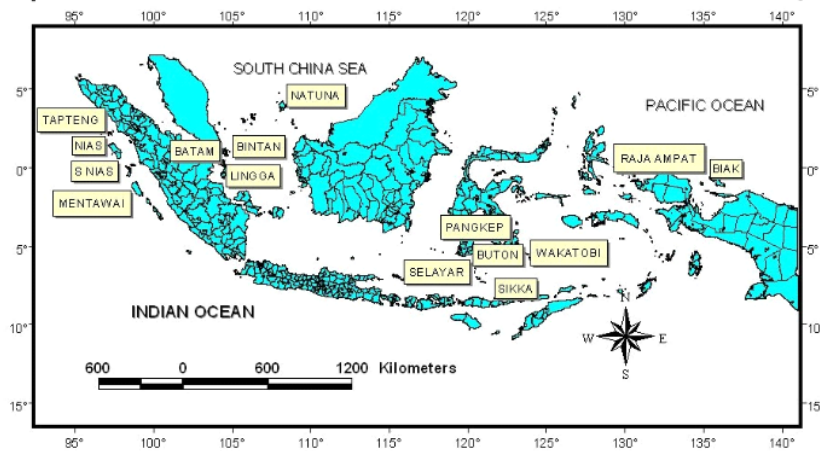 95° 100° 105° 110° 115° 120° 125° 130° 135° 140°
SOUTH CHINA SEA
NATUNA
PACIFIC OCEAN
5° 5°
TAPTENG
NIAS
BATAM
BINTAN
RAJA AMPAT
BIAK
0° 0°
S NIAS
LINGGA
MENTAWAI
PANGKEP
5° 5°
BUTON
WAKATOBI
SELAYAR
SIKKA
INDIAN OCEAN
N
10° 10°
W E
S
600 0 600 1200 Kilometers
15° 15°
95° 100° 105° 110° 115° 120° 125° 130° 135° 140°